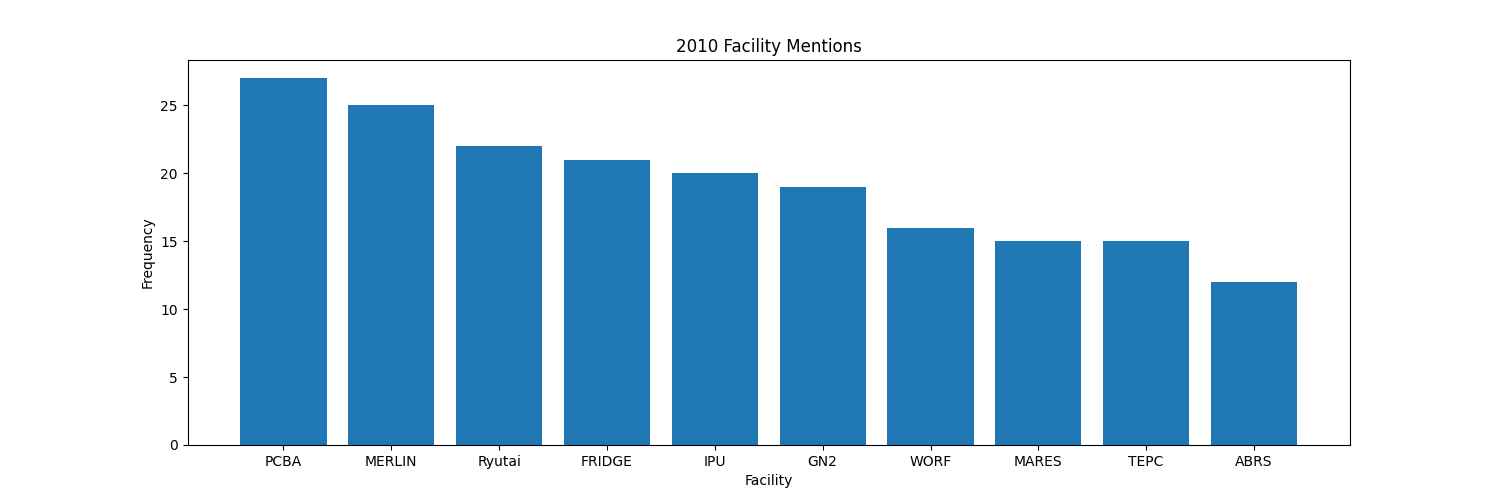 2010 Facility Mentions
Frequency
25
20
15
10
5
0
PCBA MERLIN Ryutai FRIDGE IPU GN2 WORF MARES TEPC ABRS
Facility